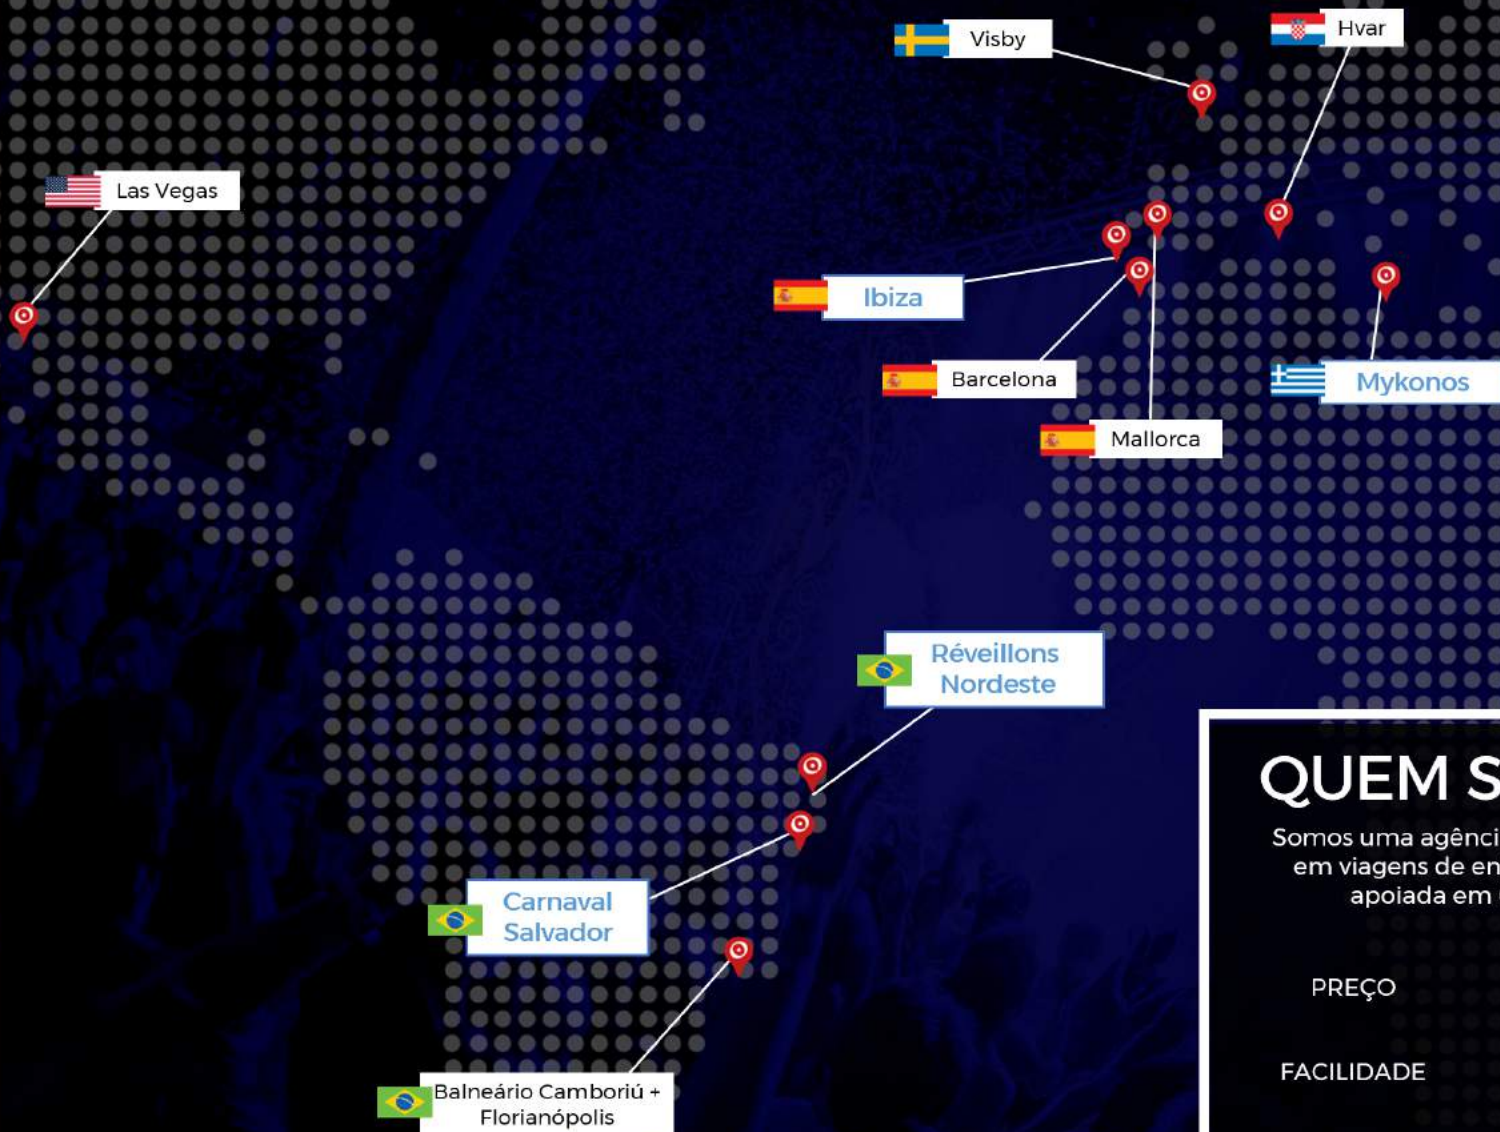 Visby
Hvar
Las Vegas
Ibiza
Barcelona
Mykonos
Mallorca
Réveillons
Nordeste
QUEM S
Somos uma agênci
em viagens de en
apoiada em
Carnaval
Salvador
PREÇO
FACILIDADE
Balneário Camboriú +
Florianópolis